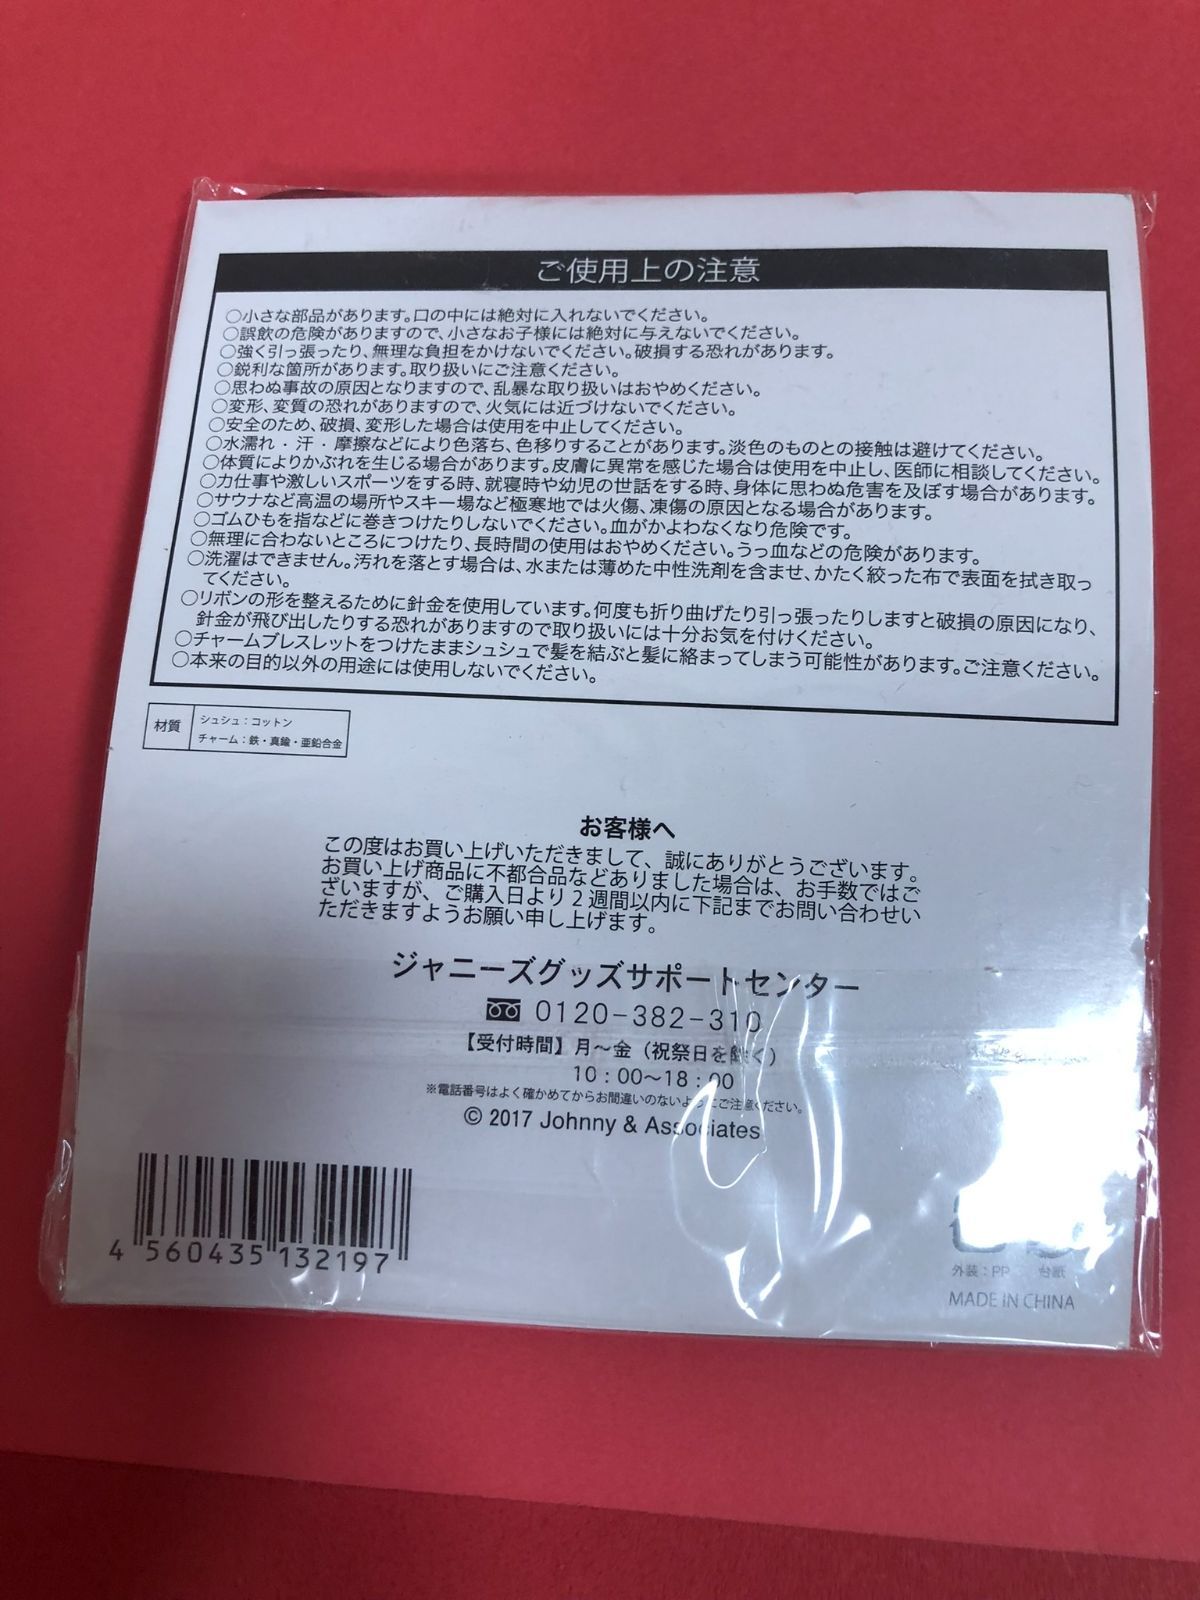 ご使用上の注意
○小さな部品があります。口の中には絶対に入れないでください。
○誤飲の危険がありますので、小さなお子様には絶対に与えないでください。
○強く引っ張ったり、無理な負担をかけないでください。破損する恐れがあります。
○鋭利な箇所があります。取り扱いにご注意ください。
○思わぬ事故の原因となりますので、乱暴な取り扱いはおやめください。
○変形、変質の恐れがありますので、火気には近づけないでください。
○安全のため、破損、変形した場合は使用を中止してください。
○水濡れ・汗・摩擦などにより色落ち、色移りすることがあります。淡色のものとの接触は避けてください。
○体質によりかぶれを生じる場合があります。皮膚に異常を感じた場合は使用を中止し、医師に相談してください。
○力仕事や激しいスポーツをする時、就寝時や幼児の世話をする時、身体に思わぬ危害を及ぼす場合があります。
○サウナなど高温の場所やスキー場など極寒地では火傷、凍傷の原因となる場合があります。
○ゴムひもを指などに巻きつけたりしないでください。血がかよわなくなり危険です。
○無理に合わないところにつけたり、長時間の使用はおやめください。うっ血などの危険があります。
○洗濯はできません。汚れを落とす場合は、水または薄めた中性洗剤を含ませ、かたく絞った布で表面を拭き取っ
てください。
○リボンの形を整えるために針金を使用しています。何度も折り曲げたり引っ張ったりしますと破損の原因になり、
針金が飛び出したりする恐れがありますので取り扱いには十分お気を付けください。
○チャームブレスレットをつけたままシュシュで髪を結ぶと髪に絡まってしまう可能性があります。ご注意ください。
○本来の目的以外の用途には使用しないでください。
材質
シュシュ：コットン
チャーム：鉄・真鍮・亜鉛合金
お客様へ
この度はお買い上げいただきまして、誠にありがとうございます。
お買い上げ商品に不都合品などありました場合は、お手数ではご
ざいますが、ご購入日より2週間以内に下記までお問い合わせい
ただきますようお願い申し上げます。
ジャニーズグッズサポートセンター
0120-382-310
【受付時間】月～金（祝祭日を除く）
10：00～18：00
※電話番号はよく確かめてからお間違いのないようにご注意ください。
© 2017 Johnny & Associates
4 560435 132197
外装：PP 台紙
MADE IN CHINA